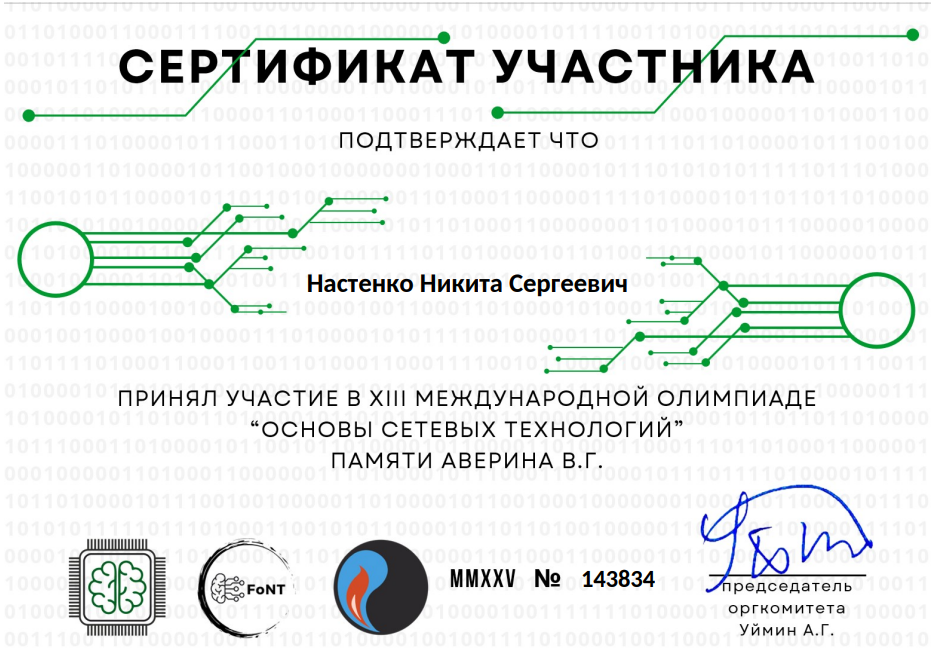 СЕРТИФИКАТ УЧАСТНИКА
ПОДТВЕРЖДАЕТ ЧТО
Настенко Никита Сергеевич
ПРИНЯЛ УЧАСТИЕ В XIII МЕЖДУНАРОДНОЙ ОЛИМПИАДЕ
“ОСНОВЫ СЕТЕВЫХ ТЕХНОЛОГИЙ”
ПАМЯТИ АВЕРИНА В.Г.
FoNT
MMXXV № 143834
председатель
оргкомитета
Уймин А.Г.